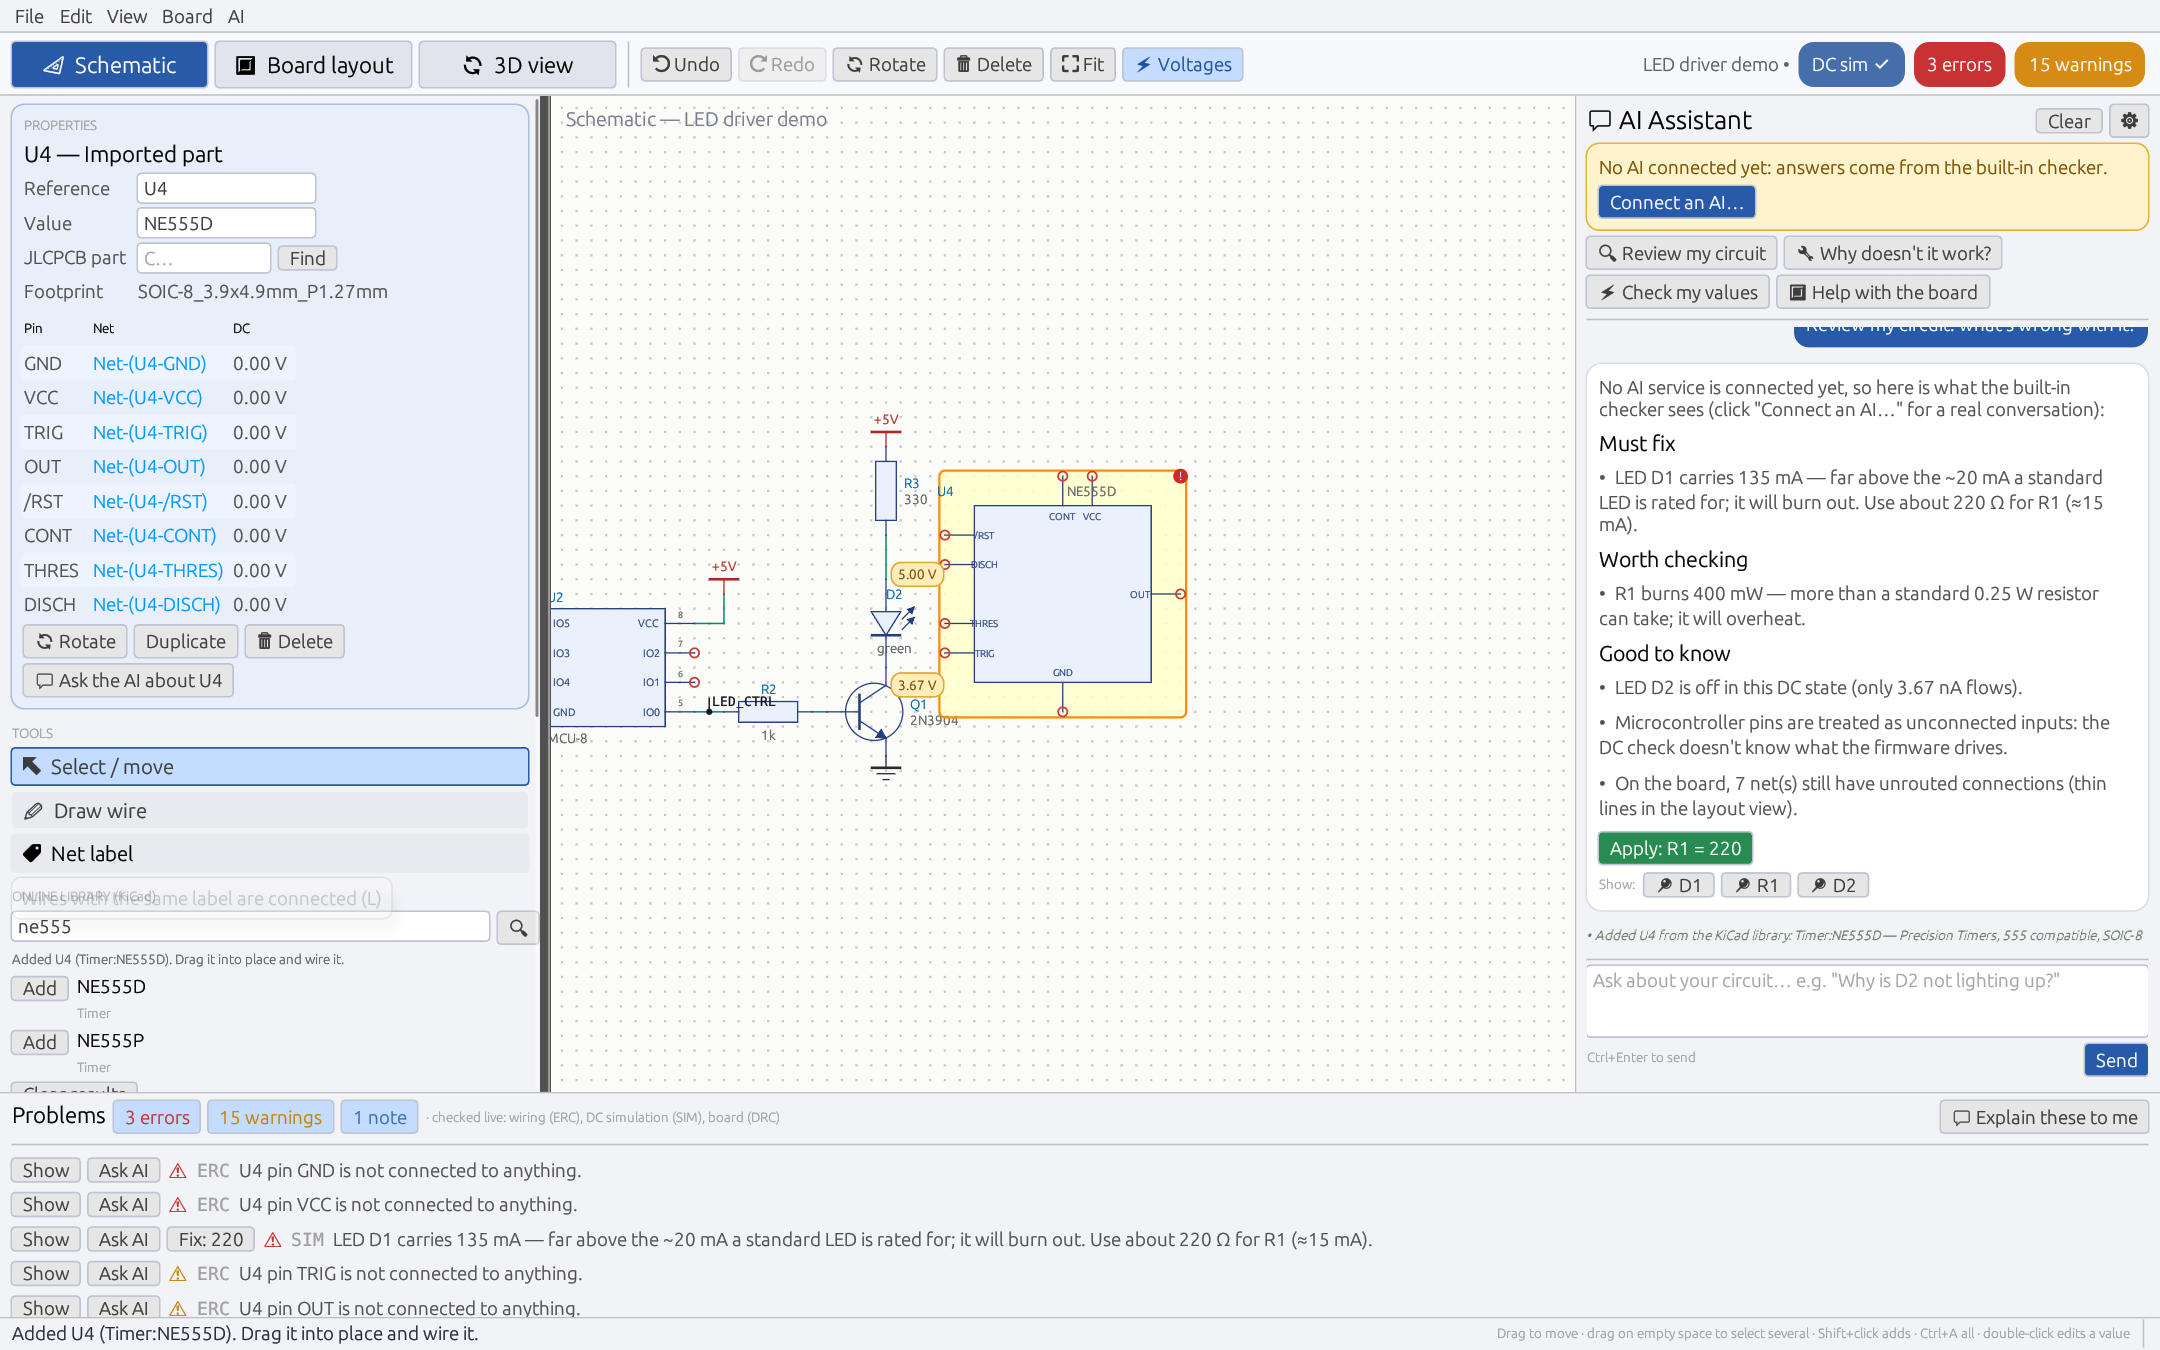 File Edit View Board AI
Schematic Board layout 3D view Undo Redo Rotate Delete Fit Voltages LED driver demo • DC sim ✓ 3 errors 15 warnings
PROPERTIES
U4 — Imported part
Reference U4
Value NE555D
JLCPCB part C... Find
Footprint SOIC-8_3.9x4.9mm_P1.27mm
Pin Net DC
GND Net-(U4-GND) 0.00 V
VCC Net-(U4-VCC) 0.00 V
TRIG Net-(U4-TRIG) 0.00 V
OUT Net-(U4-OUT) 0.00 V
/RST Net-(U4-/RST) 0.00 V
CONT Net-(U4-CONT) 0.00 V
THRES Net-(U4-THRES) 0.00 V
DISCH Net-(U4-DISCH) 0.00 V
Rotate Duplicate Delete
Ask the AI about U4
TOOLS
Select / move
Draw wire
Net label
ONLINE LIBRARY (KiCad)
Wires with the same label are connected (L)
ne555
Added U4 (Timer:NE555D). Drag it into place and wire it.
Add NE555D
Timer
Add NE555P
Timer
Clear results
Schematic — LED driver demo
+5V
R3
330
U4
NE555D
CONT VCC
/RST
DISCH
5.00 V
+5V
D2
OUT
J2
IO5 VCC 8
THRES
green
IO3 IO2 7
TRIG
IO4 IO1 6
GND
3.67 V
R2
LED_CTRL
GND IO0 5
Q1
2N3904
MCU-8
1k
AI Assistant Clear
No AI connected yet: answers come from the built-in checker.
Connect an AI...
Review my circuit Why doesn't it work?
Check my values Help with the board
Review my circuit: what's wrong with it?
No AI service is connected yet, so here is what the built-in
checker sees (click "Connect an AI..." for a real conversation):
Must fix
• LED D1 carries 135 mA — far above the ~20 mA a standard
LED is rated for; it will burn out. Use about 220 Ω for R1 (≈15
mA).
Worth checking
• R1 burns 400 mW — more than a standard 0.25 W resistor
can take; it will overheat.
Good to know
• LED D2 is off in this DC state (only 3.67 nA flows).
• Microcontroller pins are treated as unconnected inputs: the
DC check doesn't know what the firmware drives.
• On the board, 7 net(s) still have unrouted connections (thin
lines in the layout view).
Apply: R1 = 220
Show: D1 R1 D2
• Added U4 from the KiCad library: Timer:NE555D — Precision Timers, 555 compatible, SOIC-8
Ask about your circuit... e.g. "Why is D2 not lighting up?"
Ctrl+Enter to send Send
Problems 3 errors 15 warnings 1 note · checked live: wiring (ERC), DC simulation (SIM), board (DRC) Explain these to me
Show Ask AI ERC U4 pin GND is not connected to anything.
Show Ask AI ERC U4 pin VCC is not connected to anything.
Show Ask AI Fix: 220 SIM LED D1 carries 135 mA — far above the ~20 mA a standard LED is rated for; it will burn out. Use about 220 Ω for R1 (≈15 mA).
Show Ask AI ERC U4 pin TRIG is not connected to anything.
Show Ask AI ERC U4 pin OUT is not connected to anything.
Added U4 (Timer:NE555D). Drag it into place and wire it. Drag to move · drag on empty space to select several · Shift+click adds · Ctrl+A all · double-click edits a value